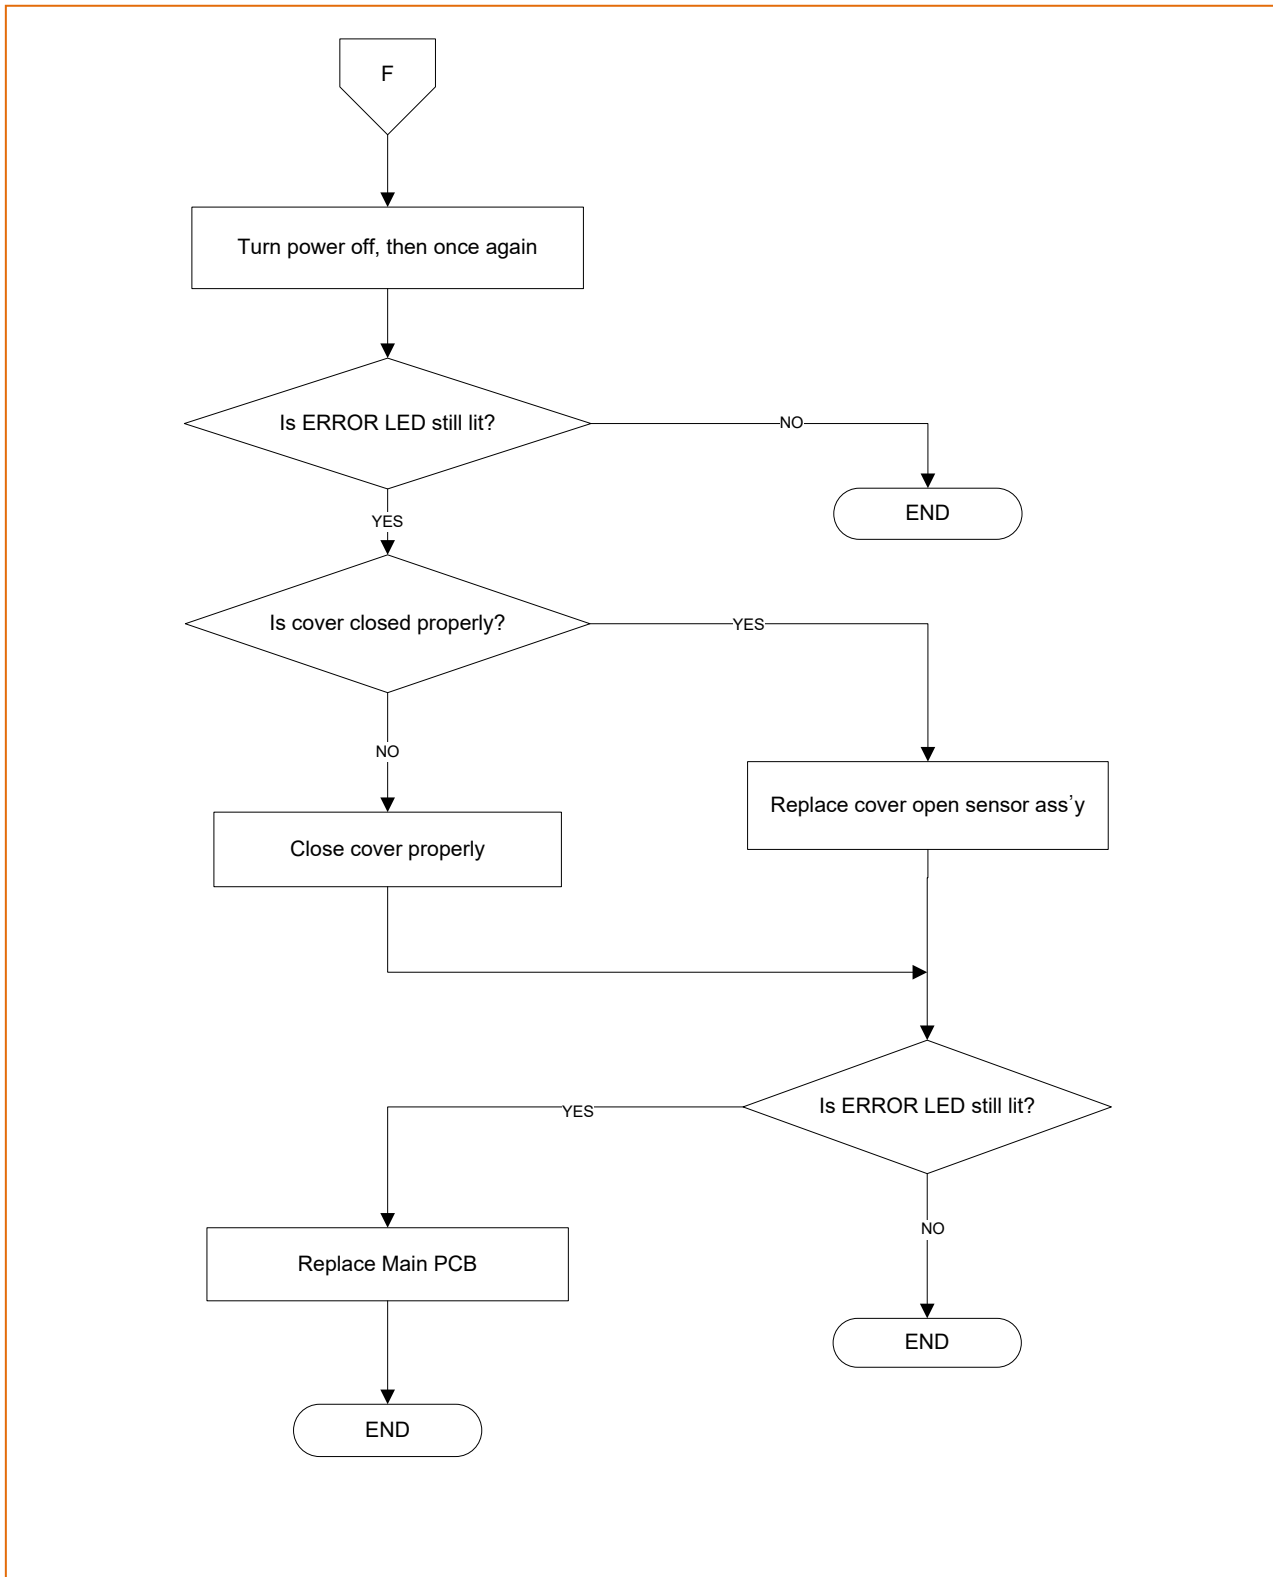 F
Turn power off, then once again
Is ERROR LED still lit?
NO
END
YES
Is cover closed properly?
YES
NO
Replace cover open sensor ass’y
Close cover properly
Is ERROR LED still lit?
YES
NO
Replace Main PCB
END
END